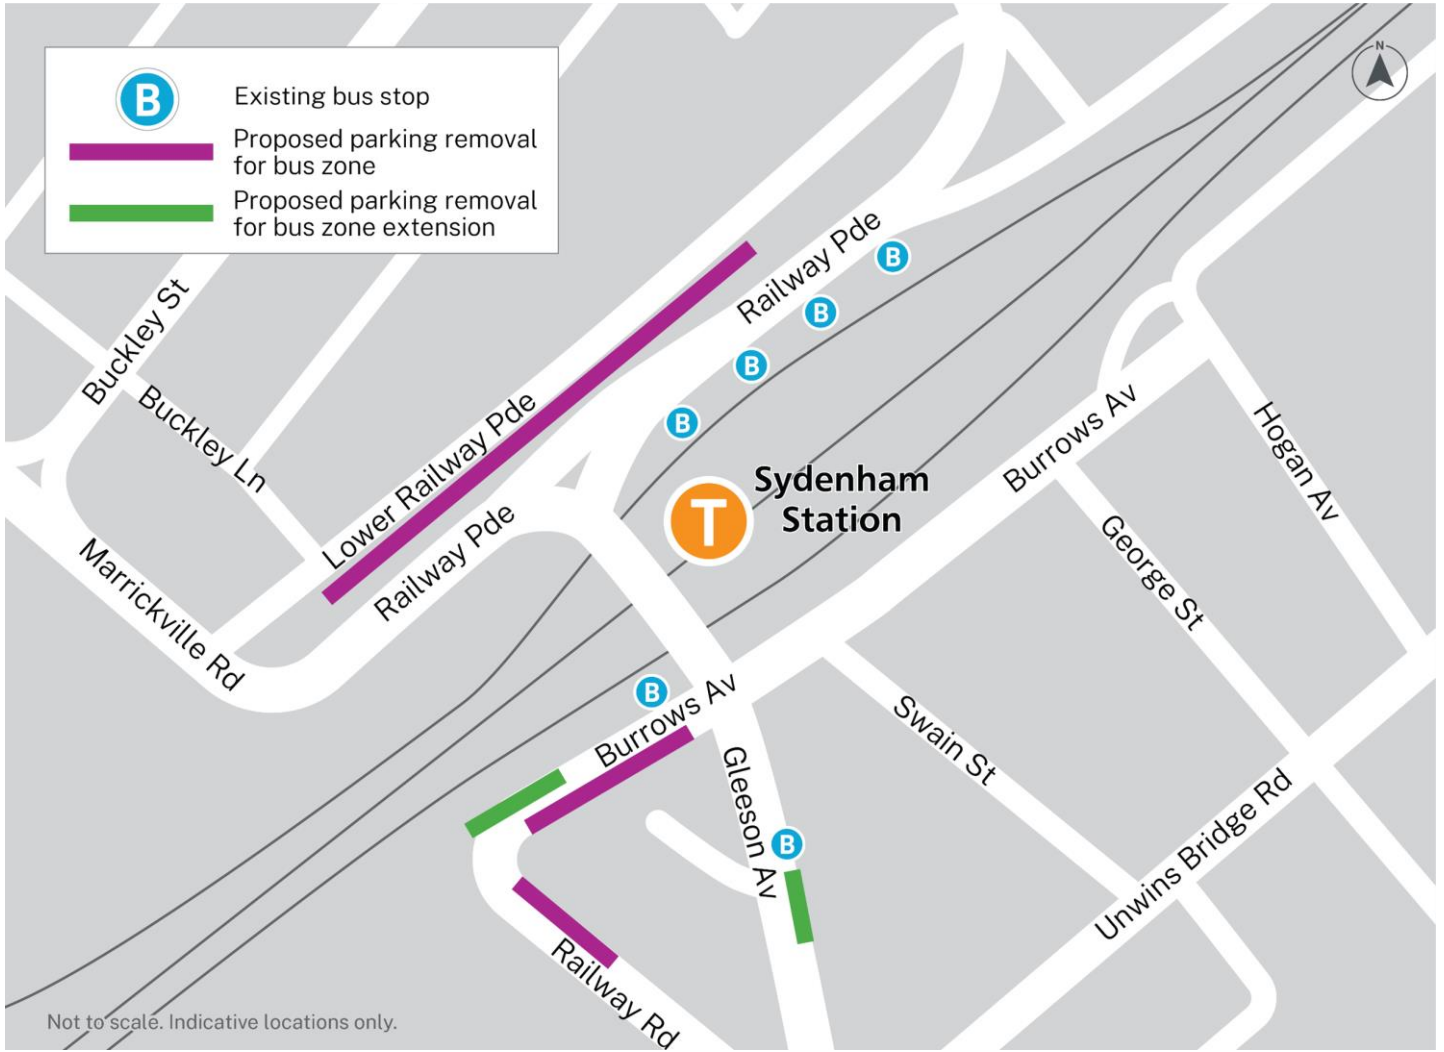 N
B
Existing bus stop
Proposed parking removal
for bus zone
Proposed parking removal
for bus zone extension
Railway Pde
B
B
B
B
Buckley St
Buckley Ln
Lower Railway Pde
Railway Pde
Marrickville Rd
T
Sydenham
Station
Burrows Av
Hogan Av
George St
B
Burrows Av
Swain St
Gleeson Av
B
Unwins Bridge Rd
Railway Rd
Not to scale. Indicative locations only.